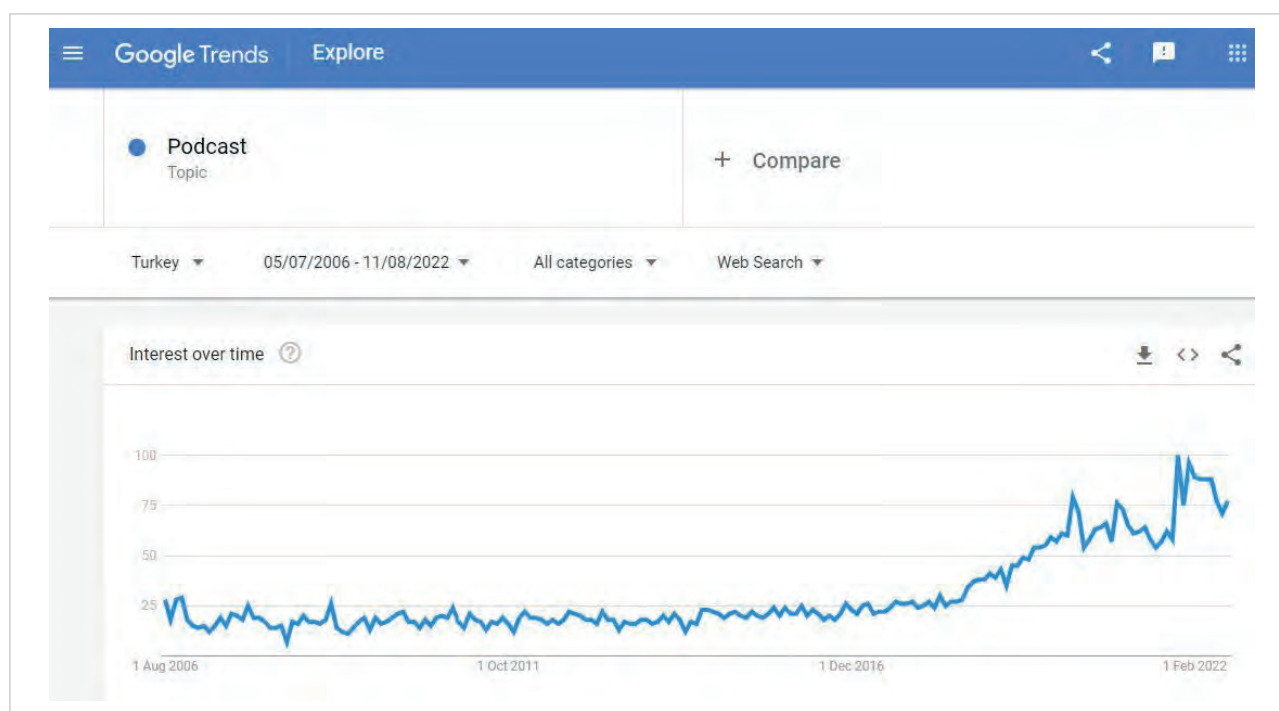 Google Trends Explore
Podcast
Topic
+ Compare
Turkey 05/07/2006 - 11/08/2022 All categories Web Search
Interest over time
100
75
50
25
1 Aug 2006 1 Oct 2011 1 Dec 2016 1 Feb 2022